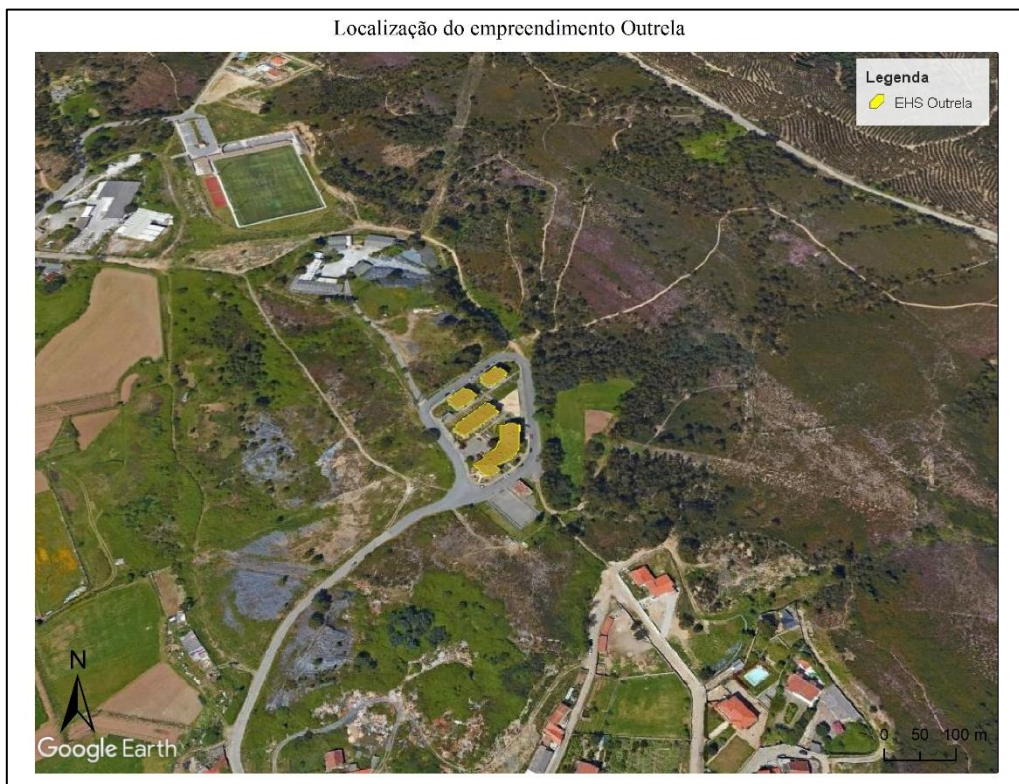 Localização do empreendimento Outrela
Legenda
EHS Outrela
N
Google Earth
0 50 100 m